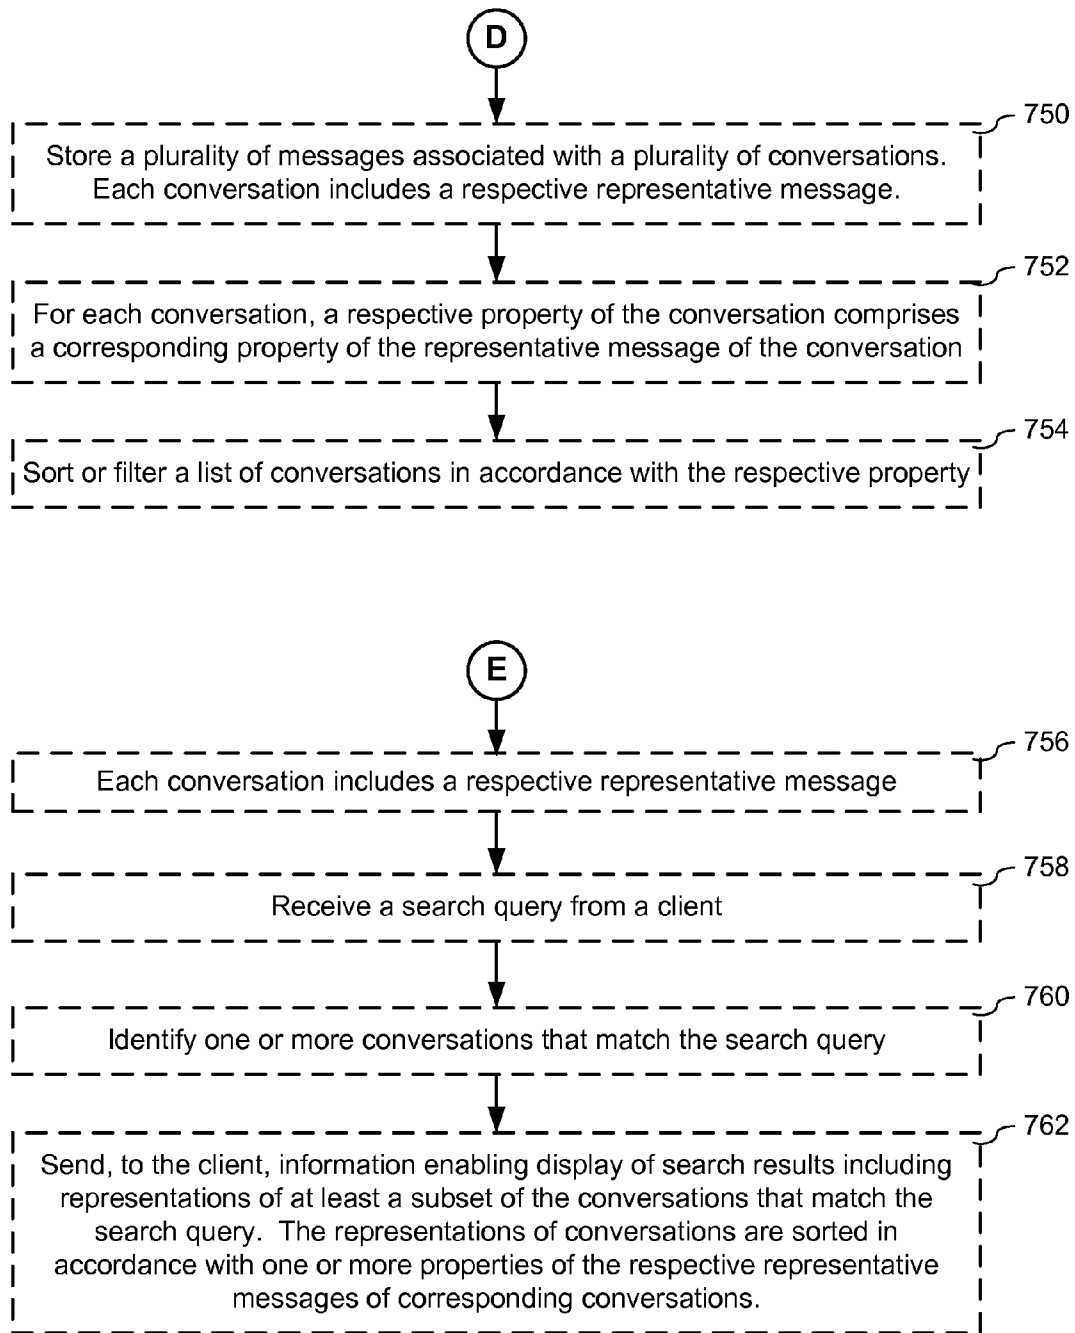 D
750
Store a plurality of messages associated with a plurality of conversations.
Each conversation includes a respective representative message.
752
For each conversation, a respective property of the conversation comprises
a corresponding property of the representative message of the conversation
754
Sort or filter a list of conversations in accordance with the respective property
E
756
Each conversation includes a respective representative message
758
Receive a search query from a client
760
Identify one or more conversations that match the search query
762
Send, to the client, information enabling display of search results including
representations of at least a subset of the conversations that match the
search query.  The representations of conversations are sorted in
accordance with one or more properties of the respective representative
messages of corresponding conversations.